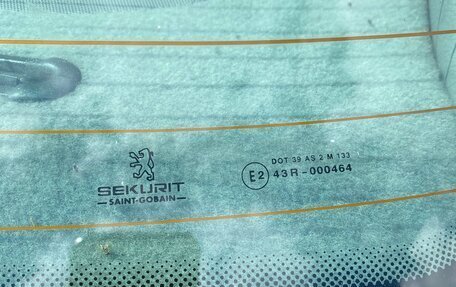 DOT 39 AS 2 M 133
E2 43R-000464
SEKURIT
SAINT-GOBAIN